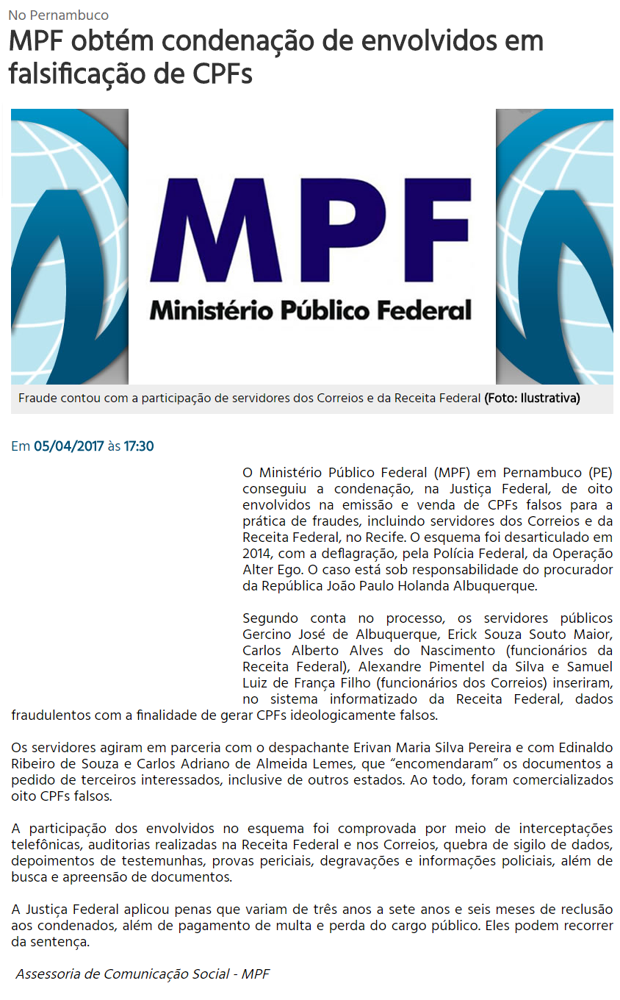 No Pernambuco
MPF obtém condenação de envolvidos em
falsificação de CPFs
MPF
Ministério Público Federal
Fraude contou com a participação de servidores dos Correios e da Receita Federal (Foto: Ilustrativa)
Em 05/04/2017 às 17:30
O Ministério Público Federal (MPF) em Pernambuco (PE)
conseguiu a condenação, na Justiça Federal, de oito
envolvidos na emissão e venda de CPFs falsos para a
prática de fraudes, incluindo servidores dos Correios e da
Receita Federal, no Recife. O esquema foi desarticulado em
2014, com a deflagração, pela Polícia Federal, da Operação
Alter Ego. O caso está sob responsabilidade do procurador
da República João Paulo Holanda Albuquerque.
Segundo conta no processo, os servidores públicos
Gercino José de Albuquerque, Erick Souza Souto Maior,
Carlos Alberto Alves do Nascimento (funcionários da
Receita Federal), Alexandre Pimentel da Silva e Samuel
Luiz de França Filho (funcionários dos Correios) inseriram,
no sistema informatizado da Receita Federal, dados
fraudulentos com a finalidade de gerar CPFs ideologicamente falsos.
Os servidores agiram em parceria com o despachante Erivan Maria Silva Pereira e com Edinaldo
Ribeiro de Souza e Carlos Adriano de Almeida Lemes, que “encomendaram” os documentos a
pedido de terceiros interessados, inclusive de outros estados. Ao todo, foram comercializados
oito CPFs falsos.
A participação dos envolvidos no esquema foi comprovada por meio de interceptações
telefônicas, auditorias realizadas na Receita Federal e nos Correios, quebra de sigilo de dados,
depoimentos de testemunhas, provas periciais, degravações e informações policiais, além de
busca e apreensão de documentos.
A Justiça Federal aplicou penas que variam de três anos a sete anos e seis meses de reclusão
aos condenados, além de pagamento de multa e perda do cargo público. Eles podem recorrer
da sentença.
Assessoria de Comunicação Social - MPF